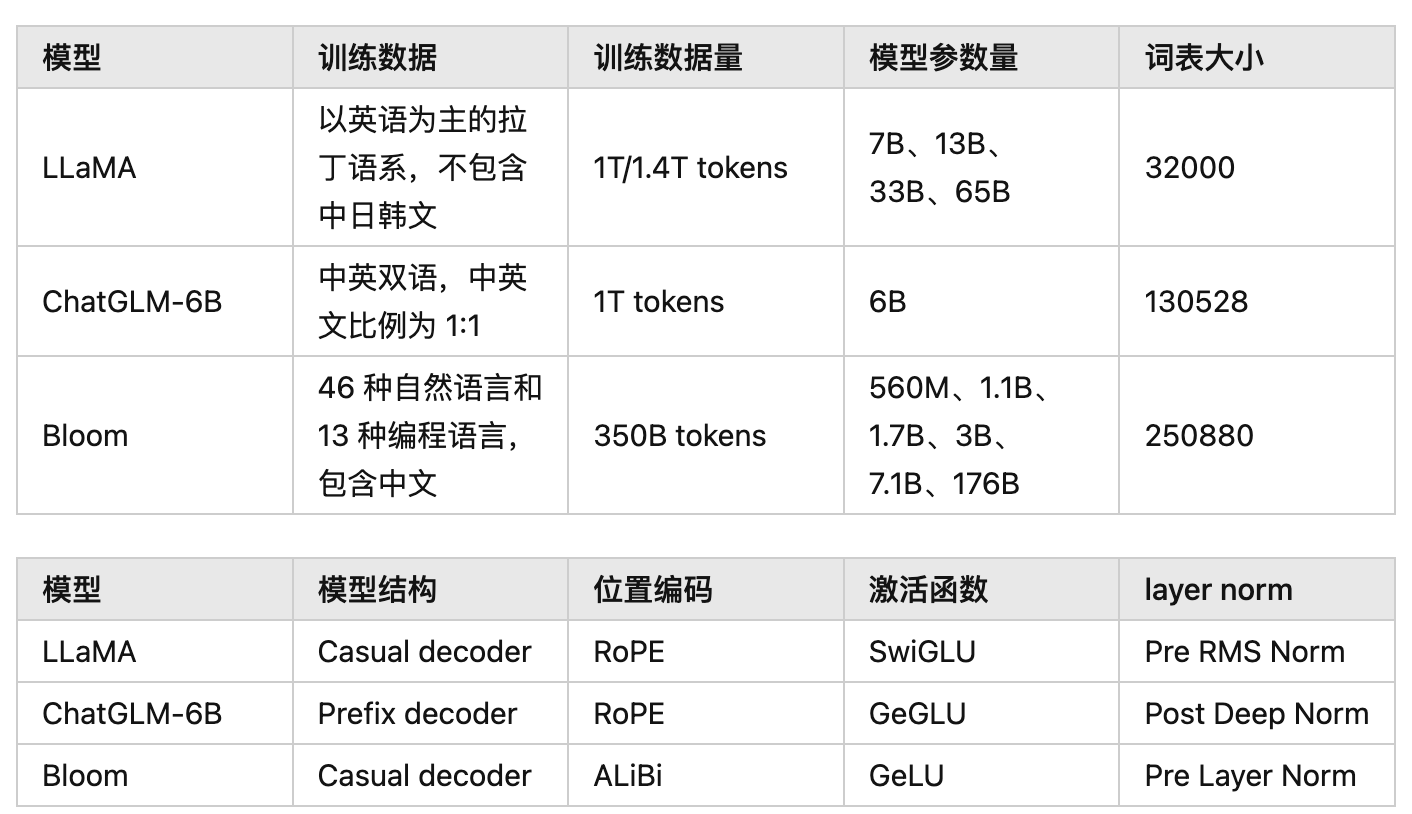 模型 训练数据 训练数据量 模型参数量 词表大小
LLaMA
以英语为主的拉
丁语系，不包含
中日韩文
1T/1.4T tokens
7B、13B、
33B、65B
32000
ChatGLM-6B
中英双语，中英
文比例为 1:1
1T tokens
6B
130528
Bloom
46 种自然语言和
13 种编程语言，
包含中文
350B tokens
560M、1.1B、
1.7B、3B、
7.1B、176B
250880
模型 模型结构 位置编码 激活函数 layer norm
LLaMA Casual decoder RoPE SwiGLU Pre RMS Norm
ChatGLM-6B Prefix decoder RoPE GeGLU Post Deep Norm
Bloom Casual decoder ALiBi GeLU Pre Layer Norm